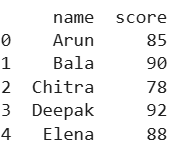 name score
0 Arun 85
1 Bala 90
2 Chitra 78
3 Deepak 92
4 Elena 88